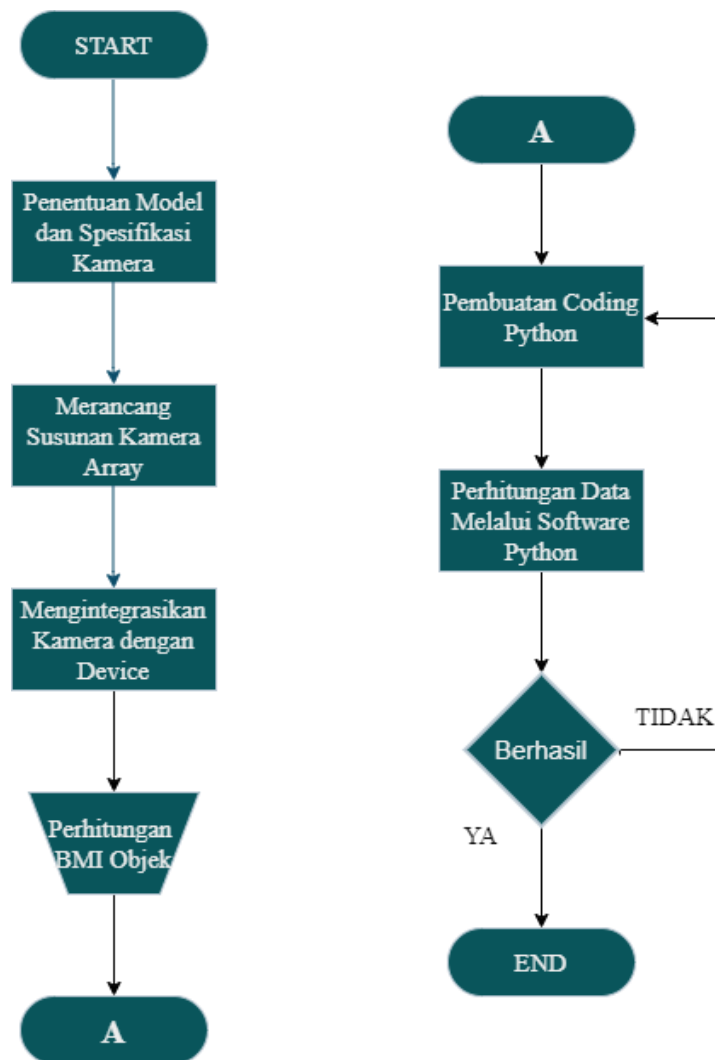 START
Penentuan Model
dan Spesifikasi
Kamera
Merancang
Susunan Kamera
Array
Mengintegrasikan
Kamera dengan
Device
Perhitungan
BMI Objek
A
A
Pembuatan Coding
Python
Perhitungan Data
Melalui Software
Python
Berhasil
TIDAK
YA
END